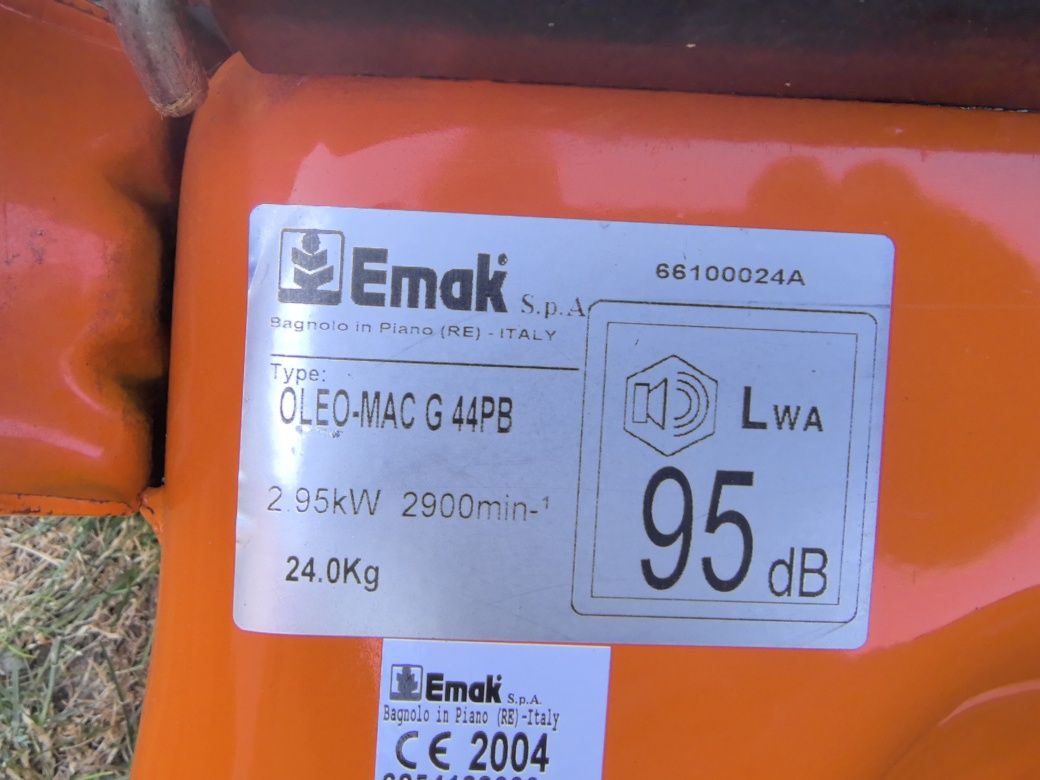 Emak S.p.A
66100024A
Bagnolo in Piano (RE) - ITALY
Type:
OLEO-MAC G 44PB
2.95kW 2900min-¹
24.0Kg
LWA
95 dB
Emak S.p.A.
Bagnolo in Piano (RE)-Italy
CE 2004